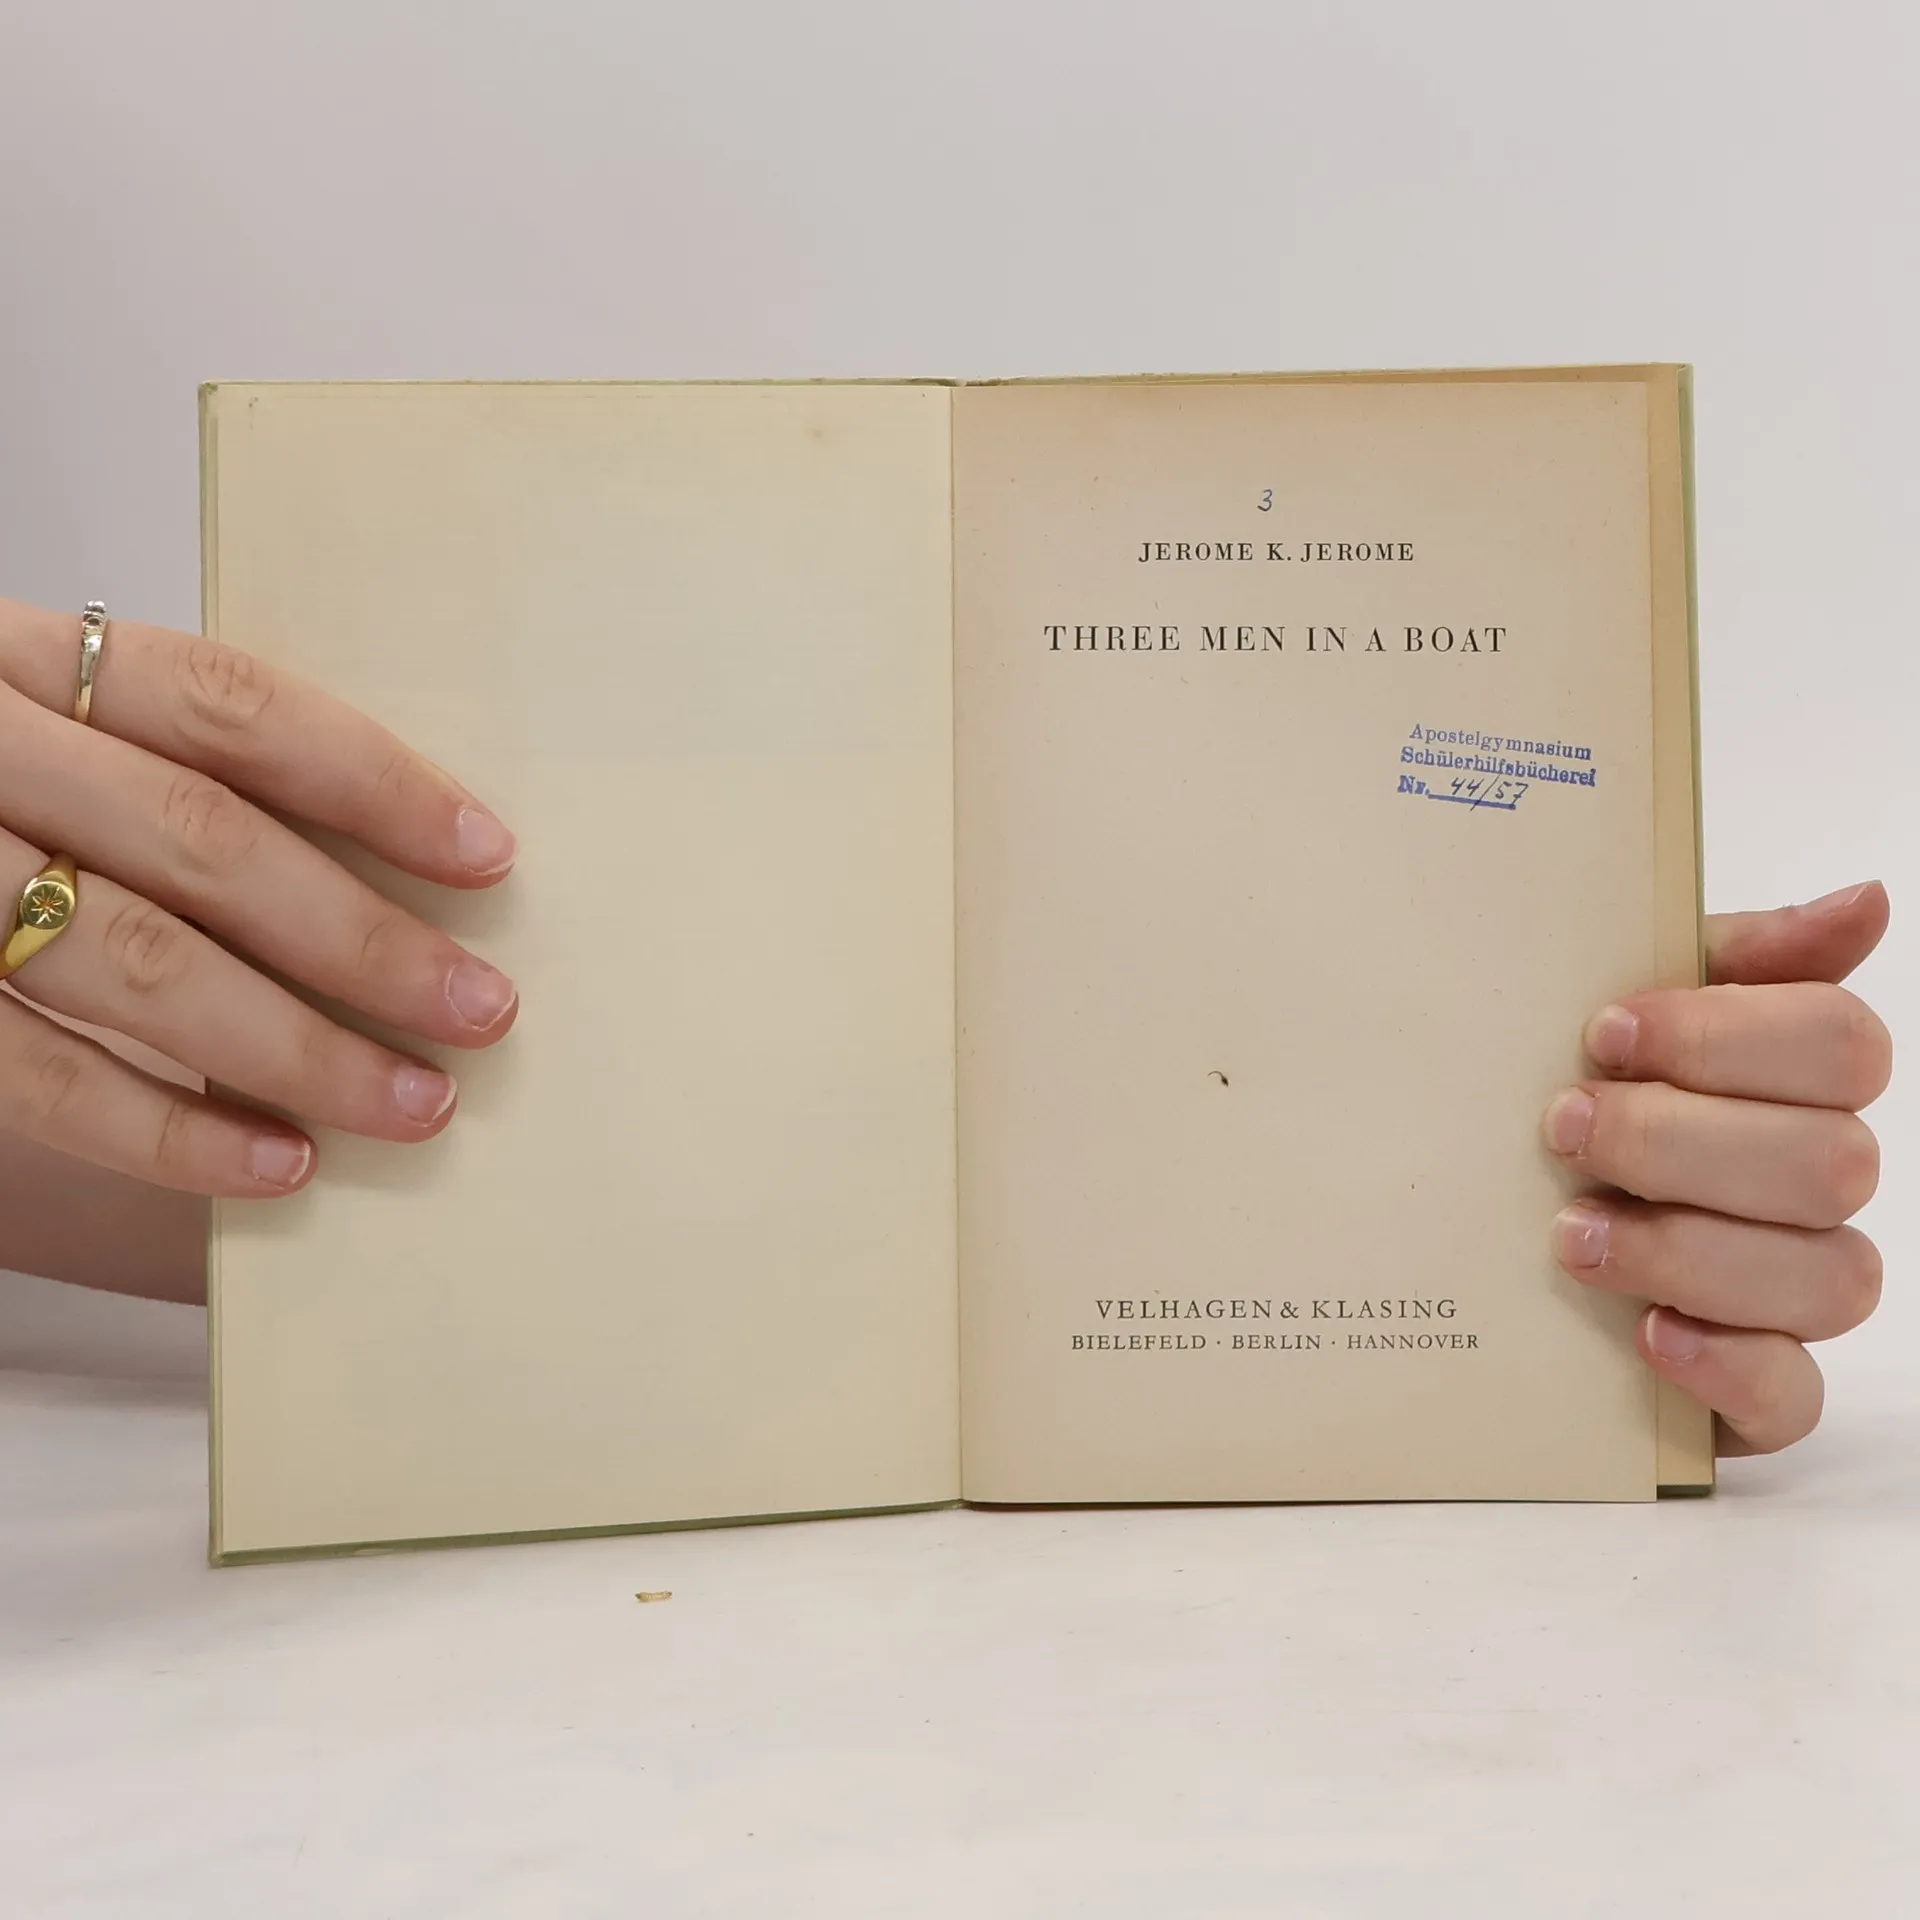 3
JEROME K. JEROME
THREE MEN IN A BOAT
Apostelgymnasium
Schülerhilfsbücherei
Nr. 44/57
VELHAGEN & KLASING
BIELEFELD · BERLIN · HANNOVER